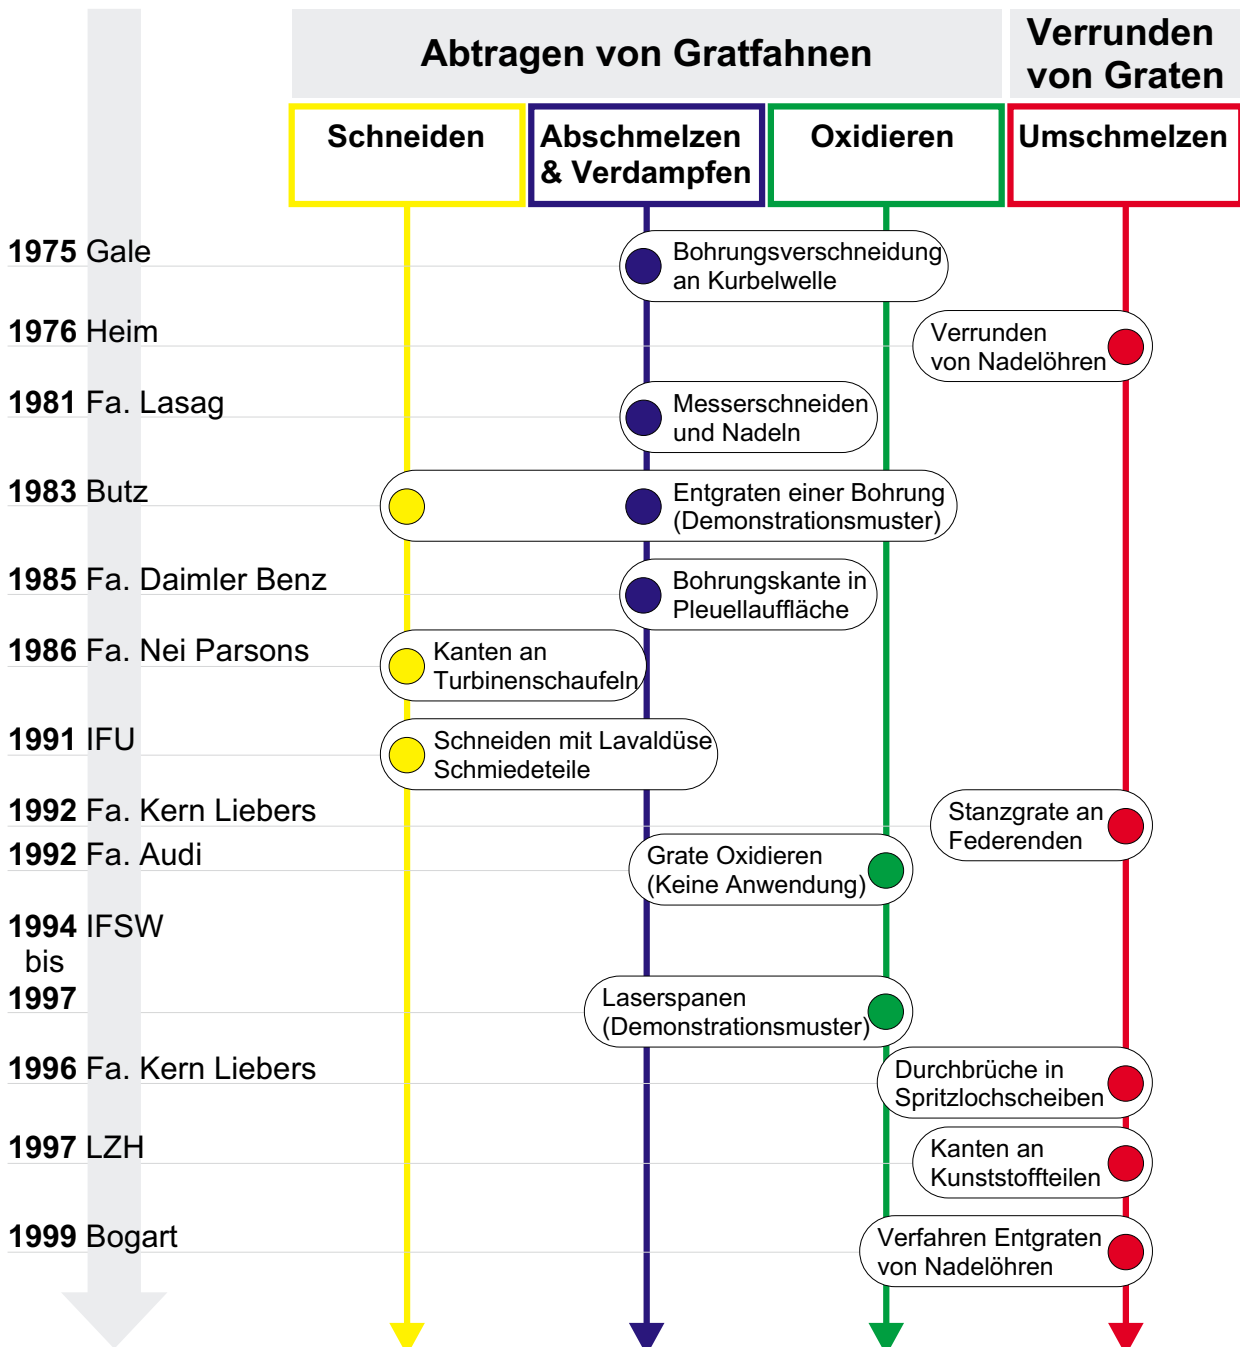 Abtragen von Gratfahnen
Verrunden
von Graten
Schneiden
Abschmelzen
& Verdampfen
Oxidieren
Umschmelzen
1975 Gale
Bohrungsverschneidung
an Kurbelwelle
1976 Heim
Verrunden
von Nadelöhren
1981 Fa. Lasag
Messerschneiden
und Nadeln
1983 Butz
Entgraten einer Bohrung
(Demonstrationsmuster)
1985 Fa. Daimler Benz
Bohrungskante in
Pleuellauffläche
1986 Fa. Nei Parsons
Kanten an
Turbinenschaufeln
1991 IFU
Schneiden mit Lavaldüse
Schmiedeteile
1992 Fa. Kern Liebers
Stanzgrate an
Federenden
1992 Fa. Audi
Grate Oxidieren
(Keine Anwendung)
1994 IFSW
bis
1997
Laserspanen
(Demonstrationsmuster)
1996 Fa. Kern Liebers
Durchbrüche in
Spritzlochscheiben
1997 LZH
Kanten an
Kunststoffteilen
1999 Bogart
Verfahren Entgraten
von Nadelöhren